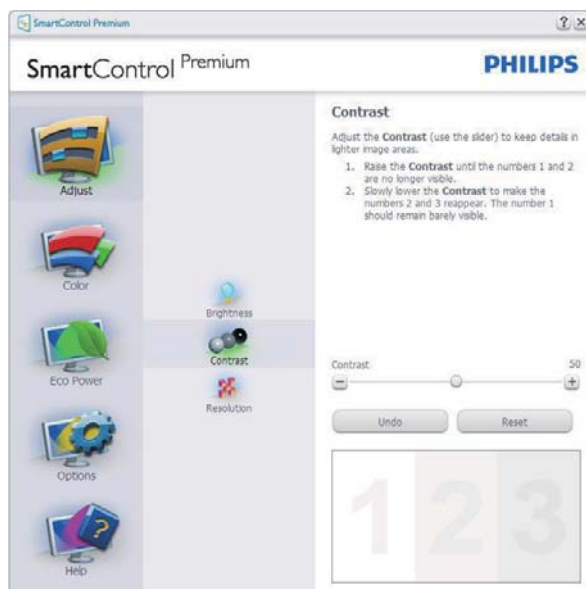 SmartControl Premium
SmartControl Premium
PHILIPS
Adjust
Color
Eco Power
Options
Help
Brightness
Contrast
Resolution
Contrast
Adjust the Contrast (use the slider) to keep details in
lighter image areas.
1. Raise the Contrast until the numbers 1 and 2
are no longer visible.
2. Slowly lower the Contrast to make the
numbers 2 and 3 reappear. The number 1
should remain barely visible.
Contrast 50
Undo Reset
1 2 3